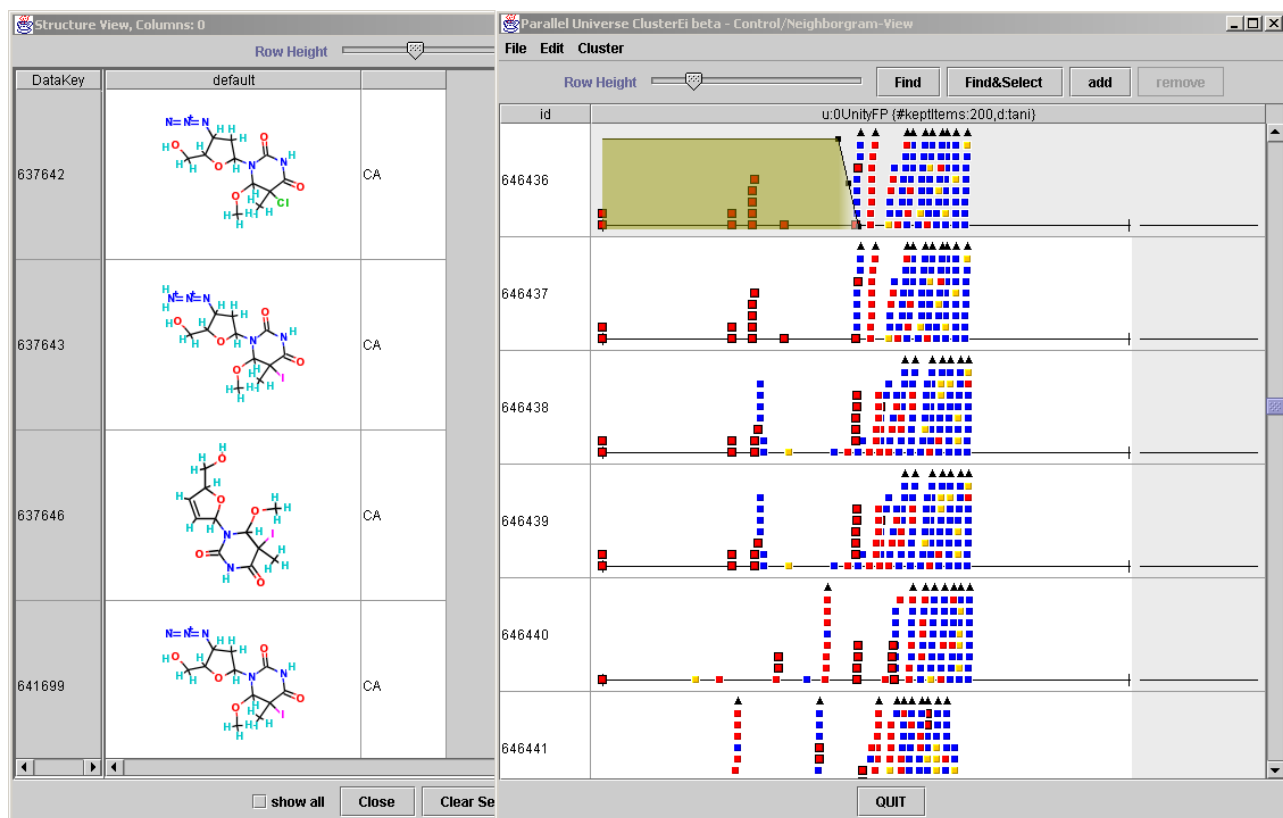 Structure View, Columns: 0
Row Height
DataKey default
637642 CA
637643 CA
637646 CA
641699 CA
show all Close Clear Se
Parallel Universe ClusterEi beta - Control/Neighborgram-View
File Edit Cluster
Row Height Find Find&Select add remove
id u:0UnityFP {#keptItems:200,d:tani}
646436
646437
646438
646439
646440
646441
QUIT